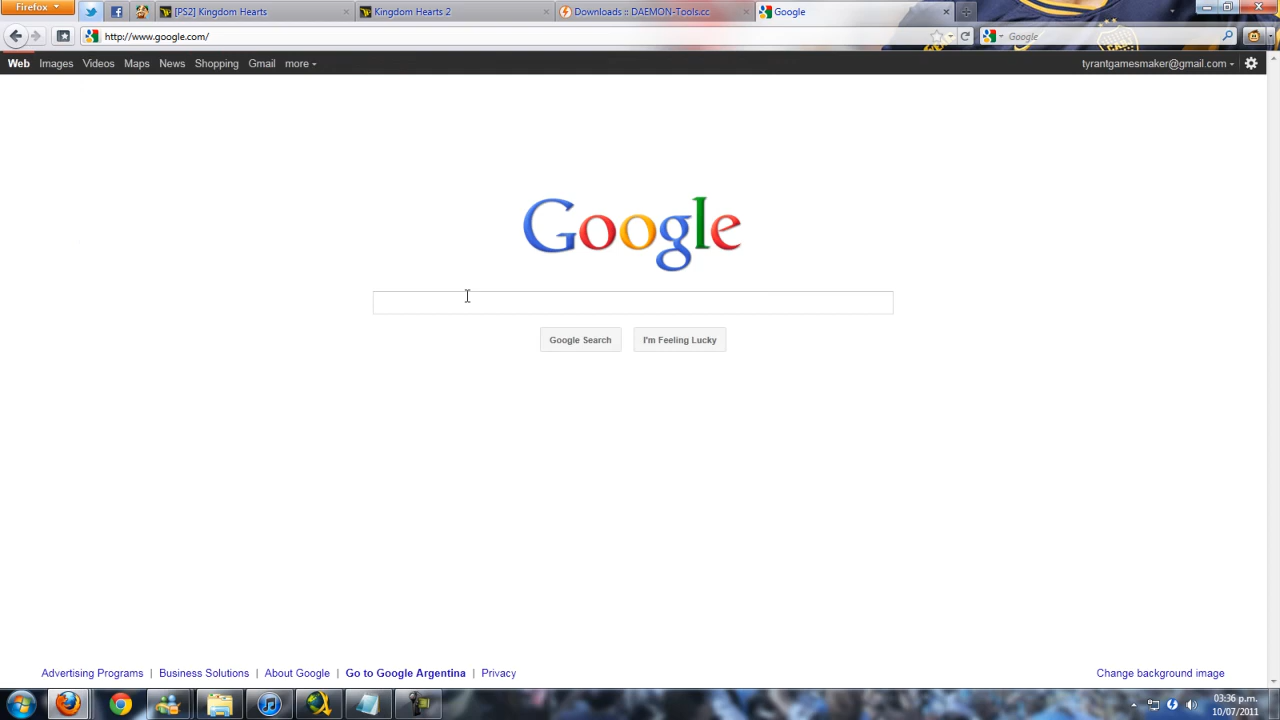 Firefox
[PS2] Kingdom Hearts
Kingdom Hearts 2
Downloads :: DAEMON-Tools.cc
Google
http://www.google.com/
Google
Web Images Videos Maps News Shopping Gmail more
tyrantgamesmaker@gmail.com
Google
Google Search
I'm Feeling Lucky
Advertising Programs | Business Solutions | About Google | Go to Google Argentina | Privacy
Change background image
03:36 p.m.
10/07/2011